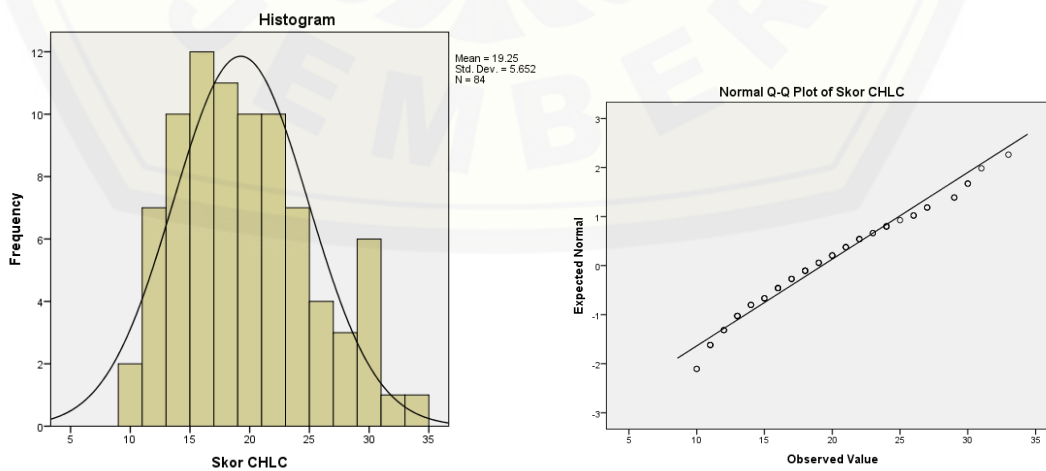 Histogram
Mean = 19.25
Std. Dev. = 5.652
N = 84
Frequency
12
10
8
6
4
2
0
5 10 15 20 25 30 35
Skor CHLC
Normal Q-Q Plot of Skor CHLC
Expected Normal
3
2
1
0
-1
-2
-3
5 10 15 20 25 30 35
Observed Value
EMBER